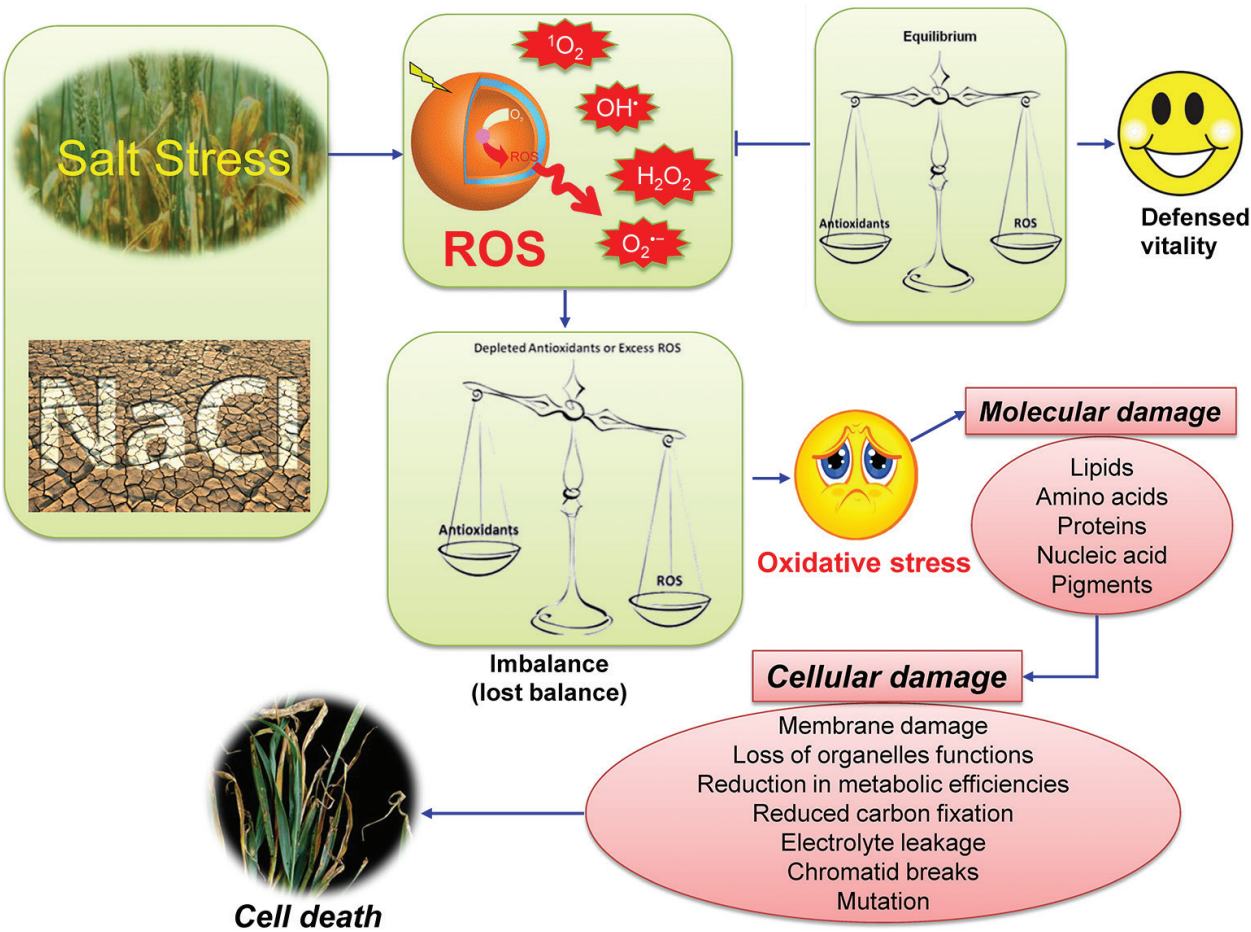 Salt Stress
NaCl
¹O₂
OH•
H₂O₂
O₂•−
O₂
ROS
ROS
Equilibrium
Antioxidants
ROS
Defensed
vitality
Depleted Antioxidants or Excess ROS
Antioxidants
ROS
Imbalance
(lost balance)
Oxidative stress
Molecular damage
Lipids
Amino acids
Proteins
Nucleic acid
Pigments
Cellular damage
Membrane damage
Loss of organelles functions
Reduction in metabolic efficiencies
Reduced carbon fixation
Electrolyte leakage
Chromatid breaks
Mutation
Cell death